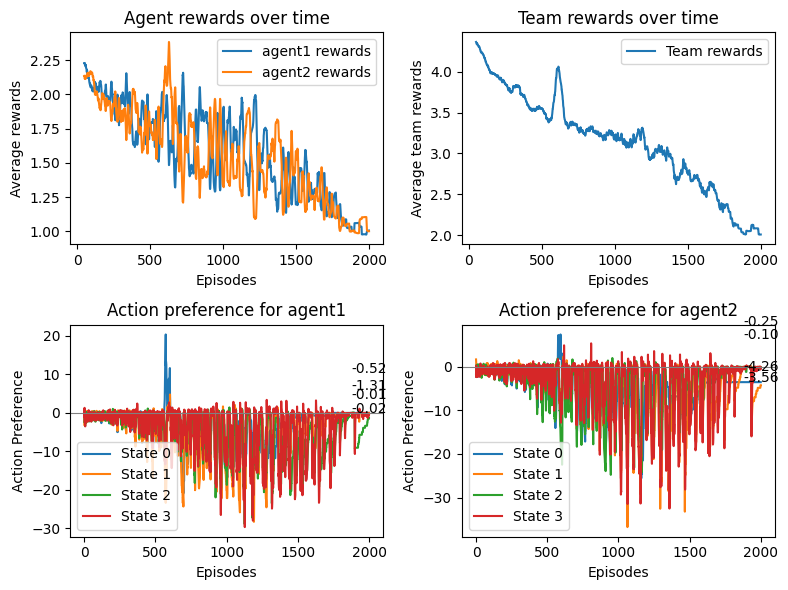 Agent rewards over time
Average rewards
2.25
2.00
1.75
1.50
1.25
1.00
agent1 rewards
agent2 rewards
0
500
1000
1500
2000
Episodes
Team rewards over time
Average team rewards
4.0
3.5
3.0
2.5
2.0
Team rewards
0
500
1000
1500
2000
Episodes
Action preference for agent1
Action Preference
20
10
0
−10
−20
−30
-0.52
-1.31
-0.01
-0.02
State 0
State 1
State 2
State 3
0
500
1000
1500
2000
Episodes
Action preference for agent2
Action Preference
0
−10
−20
−30
-0.25
-0.10
-4.26
-3.56
State 0
State 1
State 2
State 3
0
500
1000
1500
2000
Episodes